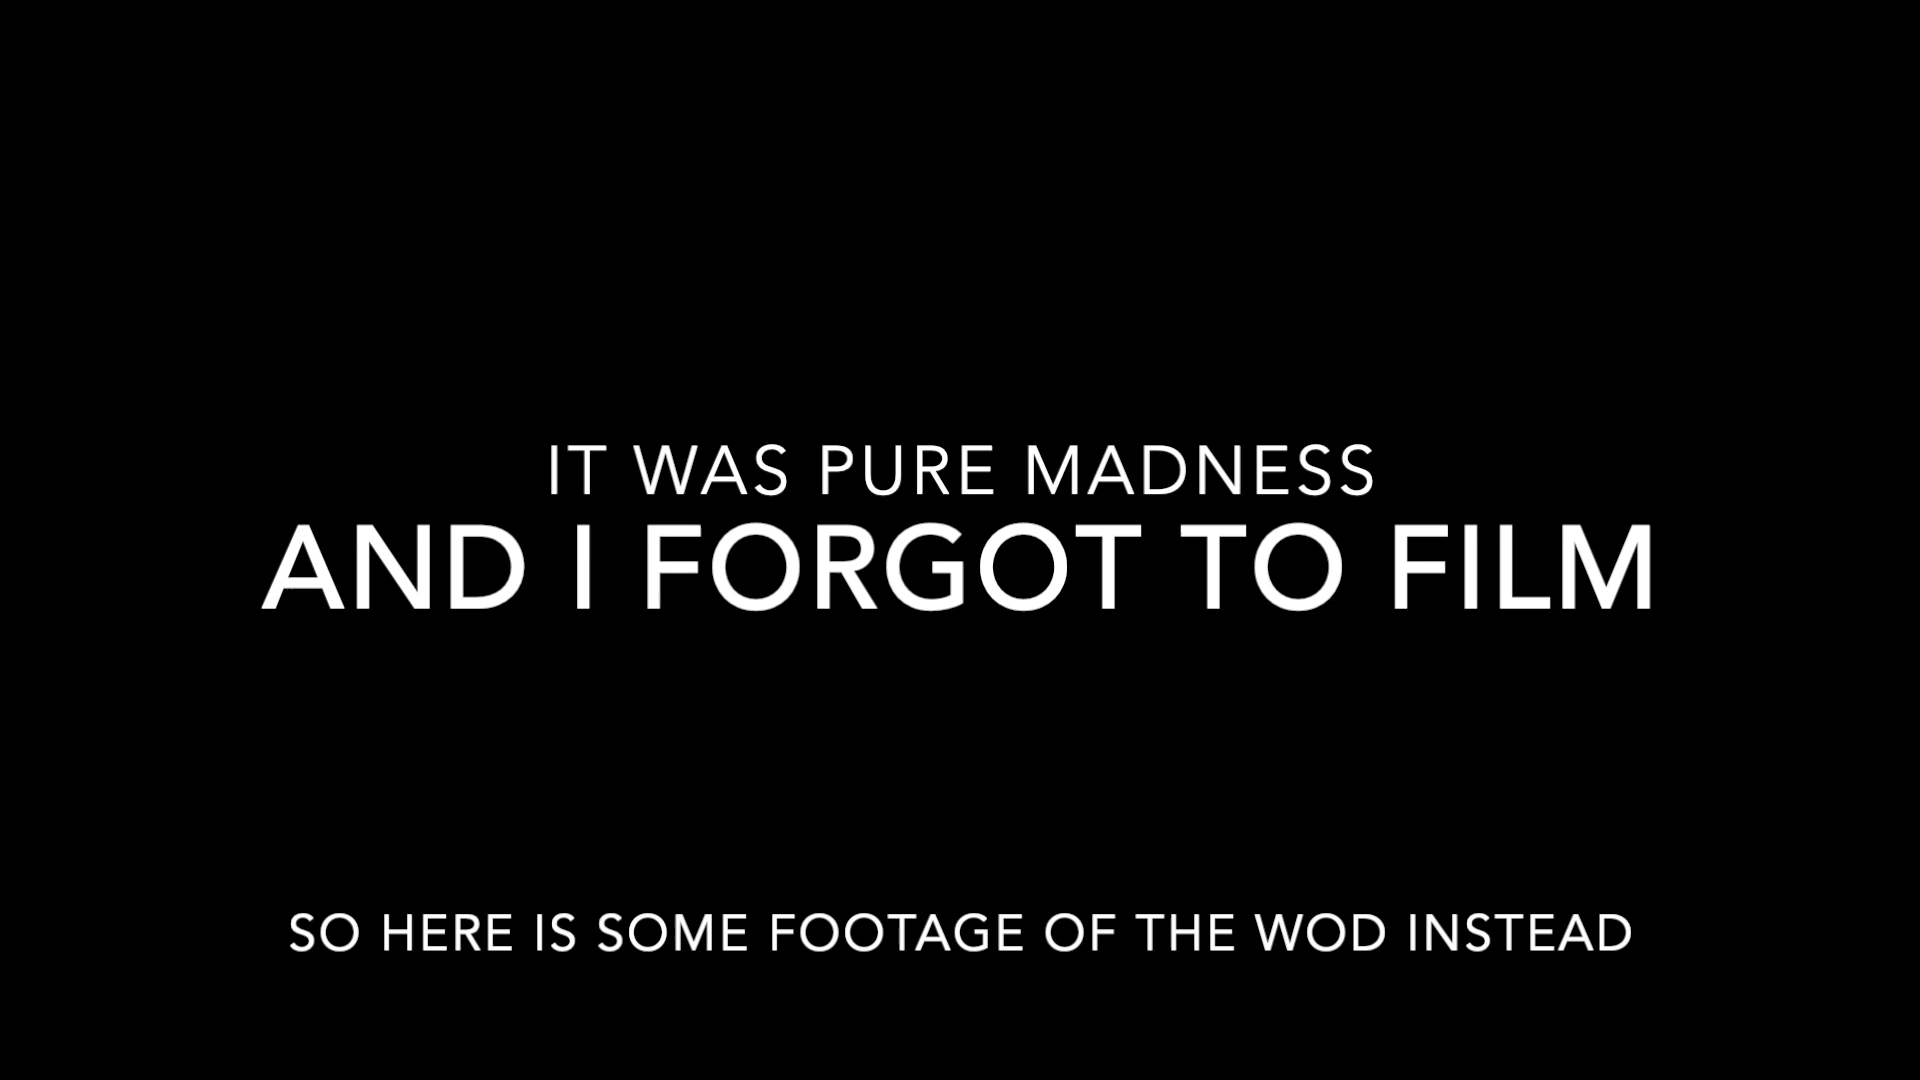 IT WAS PURE MADNESS
AND I FORGOT TO FILM
SO HERE IS SOME FOOTAGE OF THE WOD INSTEAD